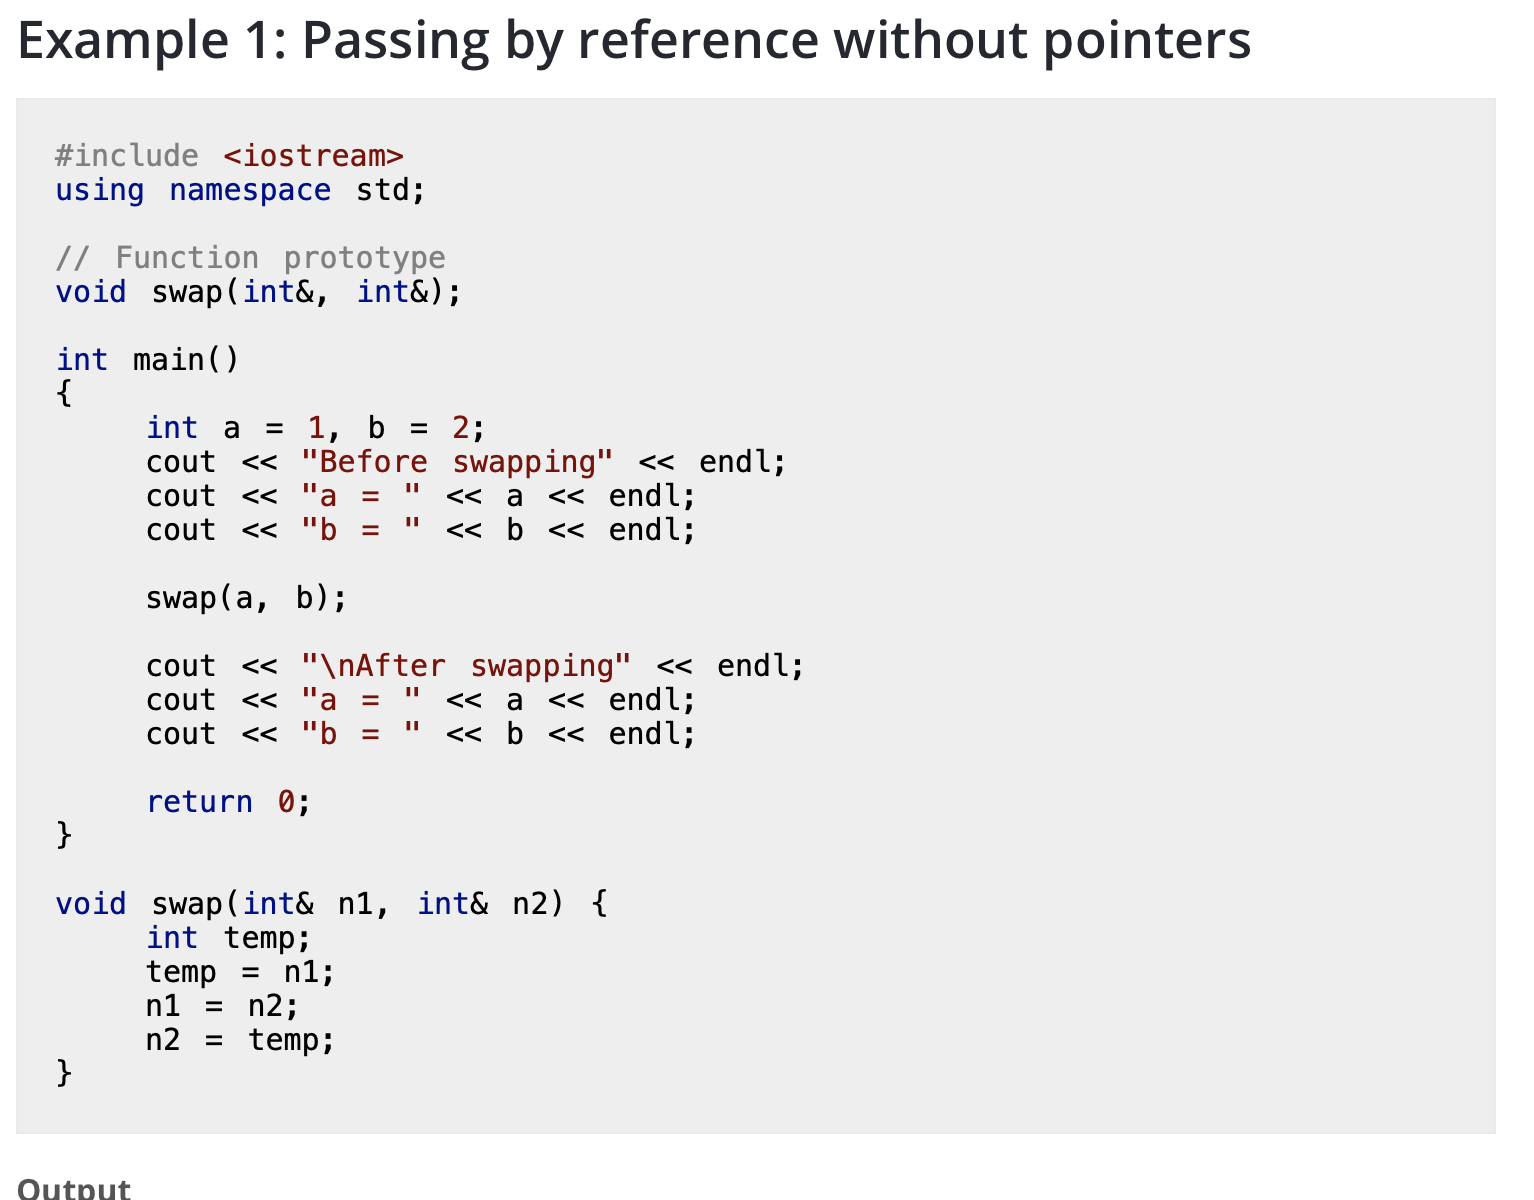 Example 1: Passing by reference without pointers
#include <iostream>
using namespace std;
// Function prototype
void swap(int&, int&);
int main()
{
int a = 1, b = 2;
cout << "Before swapping" << endl;
cout << "a = " << a << endl;
cout << "b = " << b << endl;
swap(a, b);
cout << "\nAfter swapping" << endl;
cout << "a = " << a << endl;
cout << "b = " << b << endl;
return 0;
}
void swap(int& n1, int& n2) {
int temp;
temp = n1;
n1 = n2;
n2 = temp;
}
Output